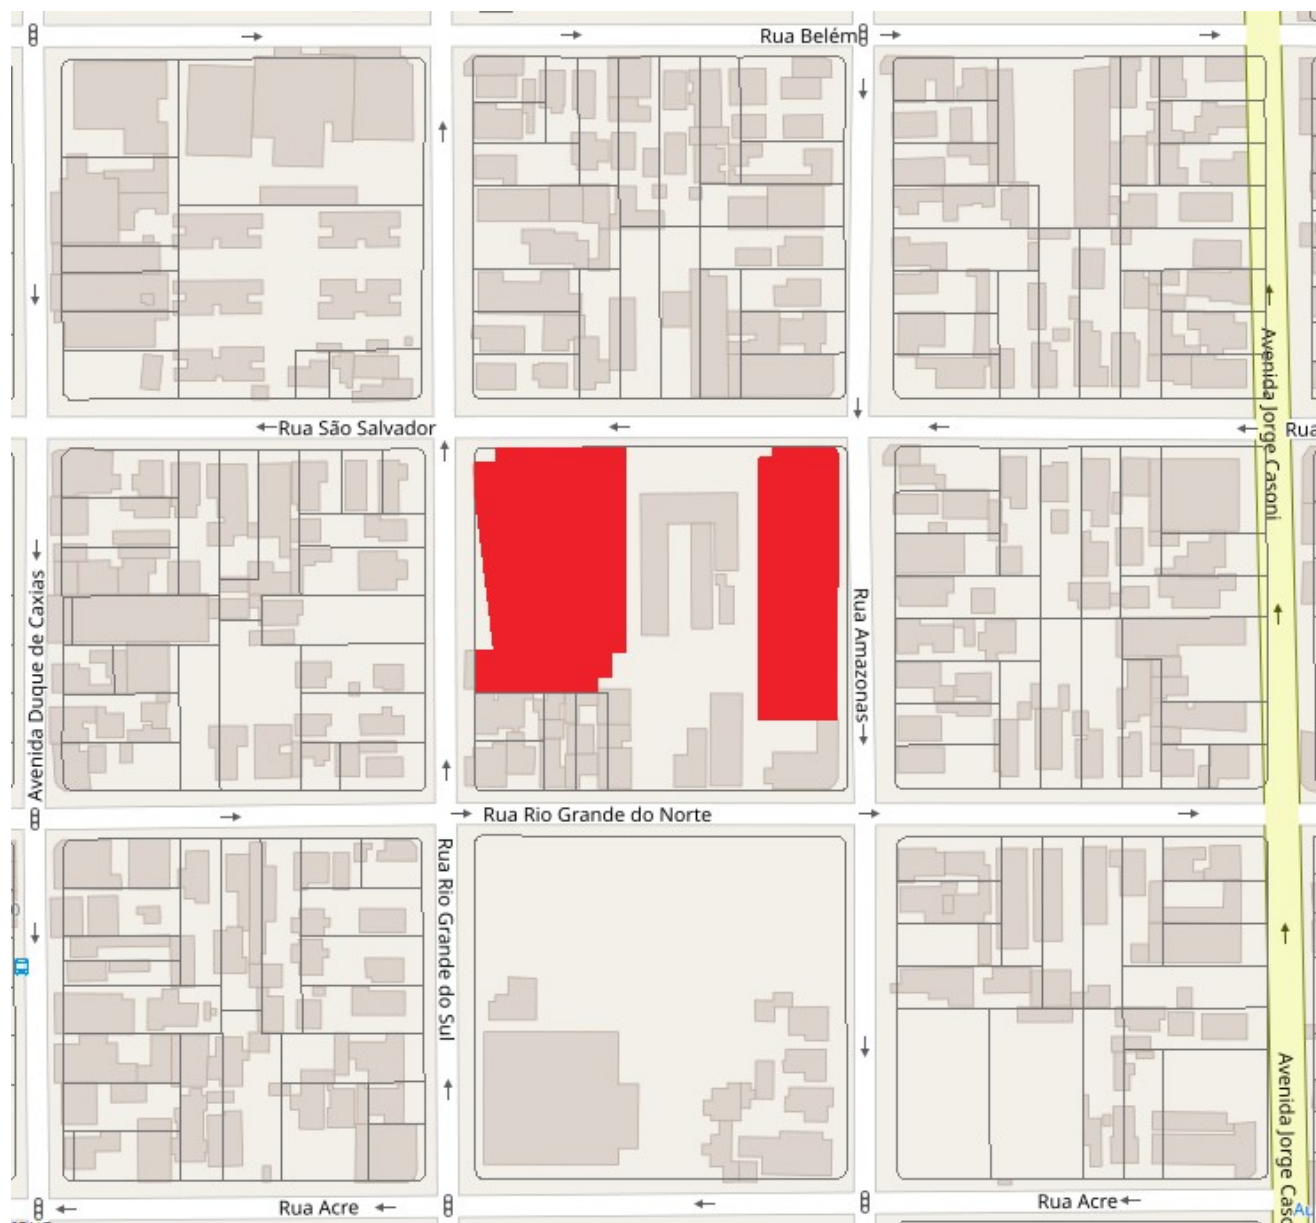 Rua Belém
Rua São Salvador
Rua
Avenida Jorge Casoni
Avenida Duque de Caxias
Rua Amazonas
Rua Rio Grande do Norte
Rua Rio Grande do Sul
Avenida Jorge Caso
Rua Acre
Rua Acre
Au